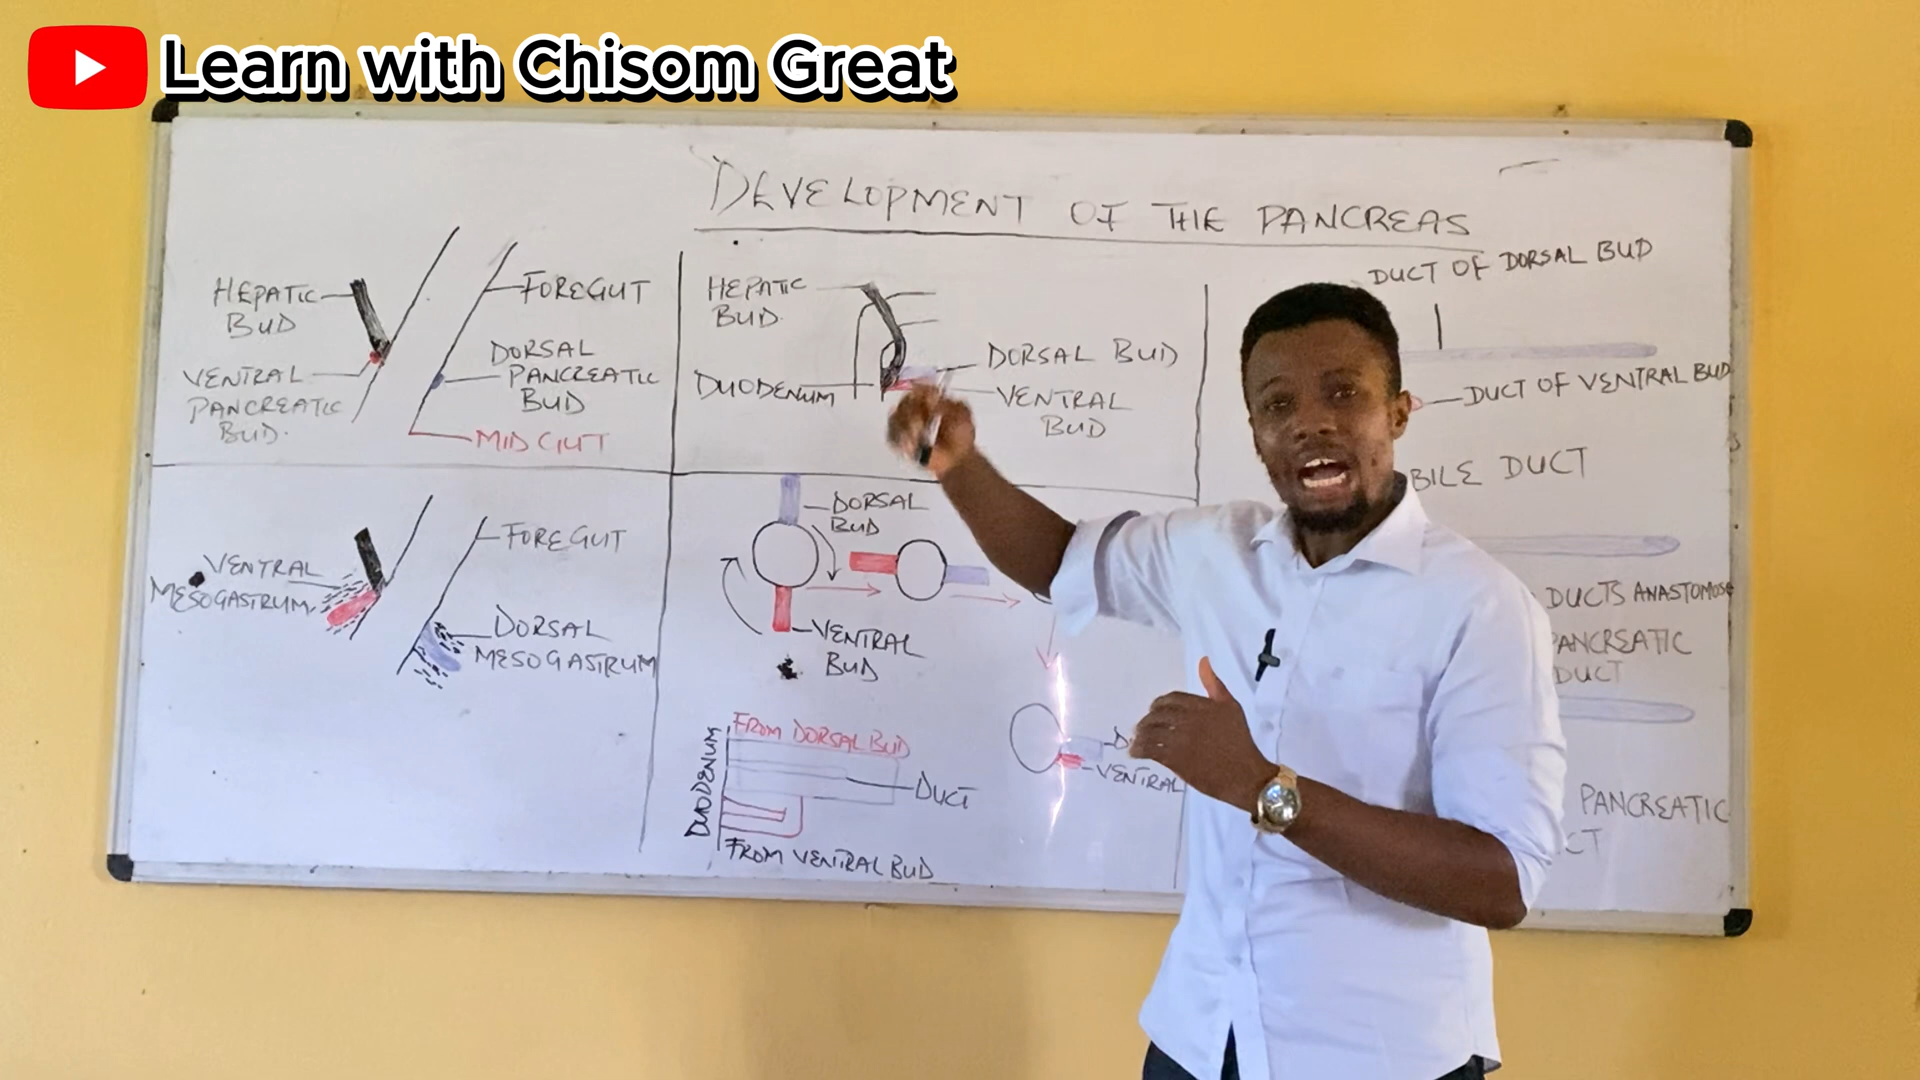 Learn with Chisom Great
DEVELOPMENT OF THE PANCREAS
HEPATIC
BUD
FOREGUT
VENTRAL
PANCREATIC
BUD.
DORSAL
PANCREATIC
BUD
MIDGUT
HEPATIC
BUD.
DUODENUM
DORSAL BUD
VENTRAL
BUD
DUCT OF DORSAL BUD
DUCT OF VENTRAL BUD
BILE DUCT
VENTRAL
MESOGASTRUM
FOREGUT
DORSAL
MESOGASTRUM
DORSAL
BUD
VENTRAL
BUD
VENTRAL
DUODENUM
FROM DORSAL BUD
DUCT
FROM VENTRAL BUD
DUCTS ANASTOMOSE
PANCREATIC
DUCT
PANCREATIC